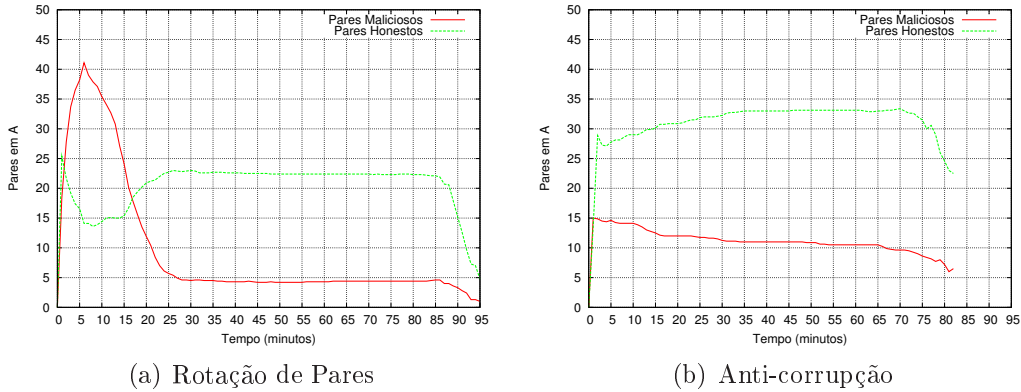 50
45
40
35
30
25
20
15
10
5
0
Pares em A
Pares Maliciosos
Pares Honestos
0 5 10 15 20 25 30 35 40 45 50 55 60 65 70 75 80 85 90 95
Tempo (minutos)
(a) Rotação de Pares
50
45
40
35
30
25
20
15
10
5
0
Pares em A
Pares Maliciosos
Pares Honestos
0 5 10 15 20 25 30 35 40 45 50 55 60 65 70 75 80 85 90 95
Tempo (minutos)
(b) Anti-corrupção